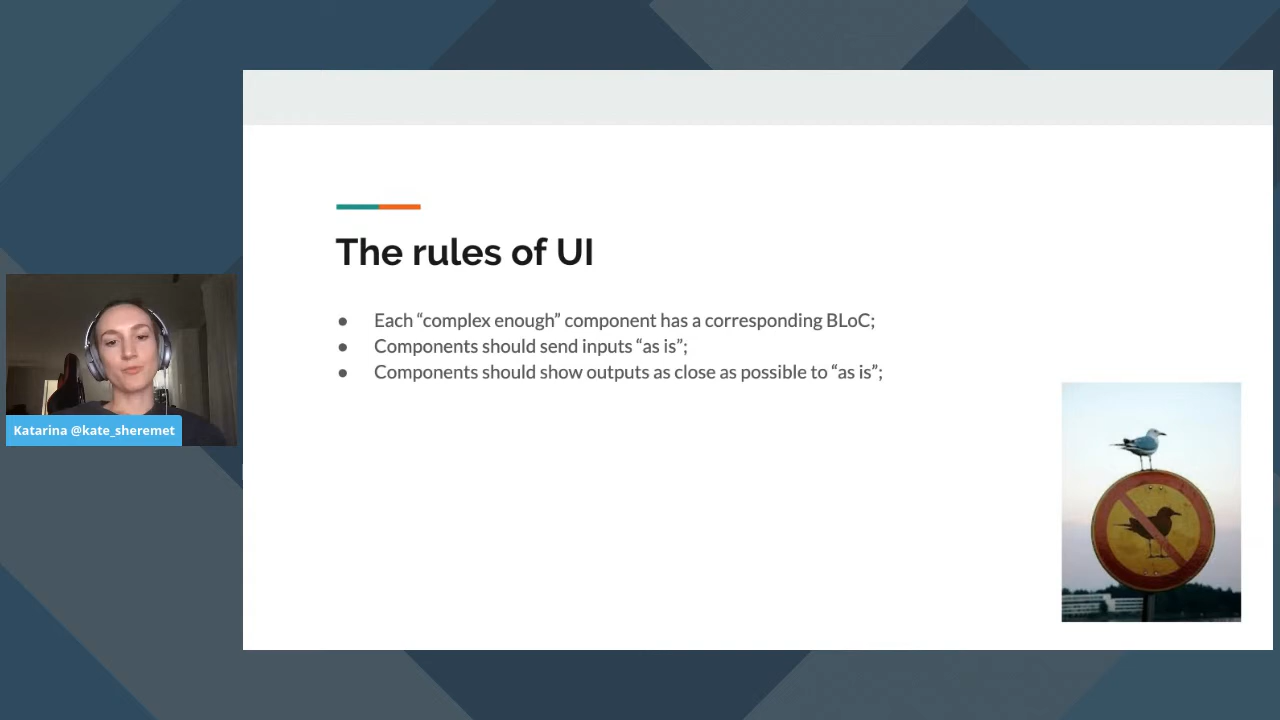 The rules of UI
● Each “complex enough” component has a corresponding BLoC;
● Components should send inputs “as is”;
● Components should show outputs as close as possible to “as is”;
Katarina @kate_sheremet